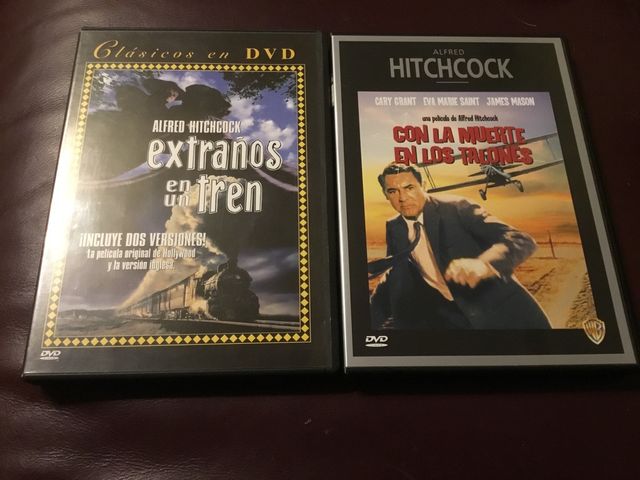 Clásicos en DVD
ALFRED HITCHCOCK
extraños
en
un tren
¡INCLUYE DOS VERSIONES!
La película original de Hollywood
y la versión inglesa.
DVD
ALFRED
HITCHCOCK
CARY GRANT EVA MARIE SAINT JAMES MASON
una película de Alfred Hitchcock
CON LA MUERTE
EN LOS TALONES
DVD
WB